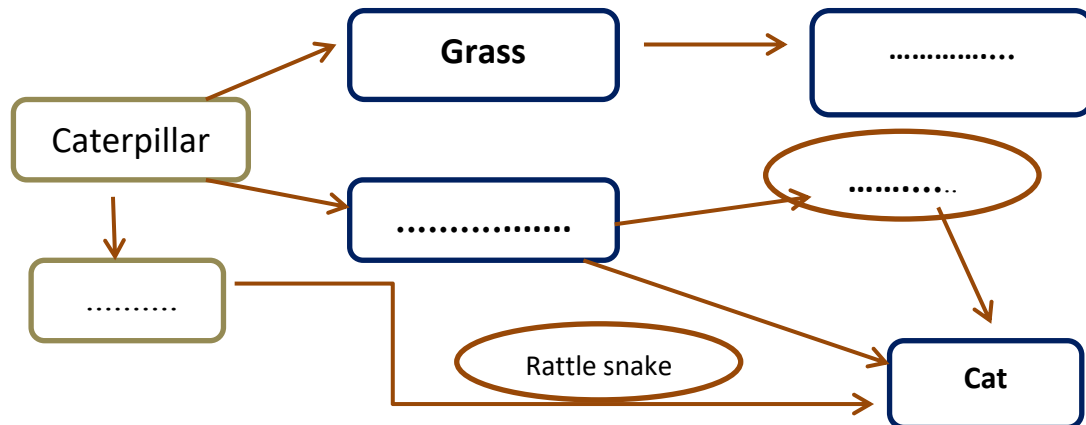 Grass
……………..
Caterpillar
………….
………………
……….
Rattle snake
Cat